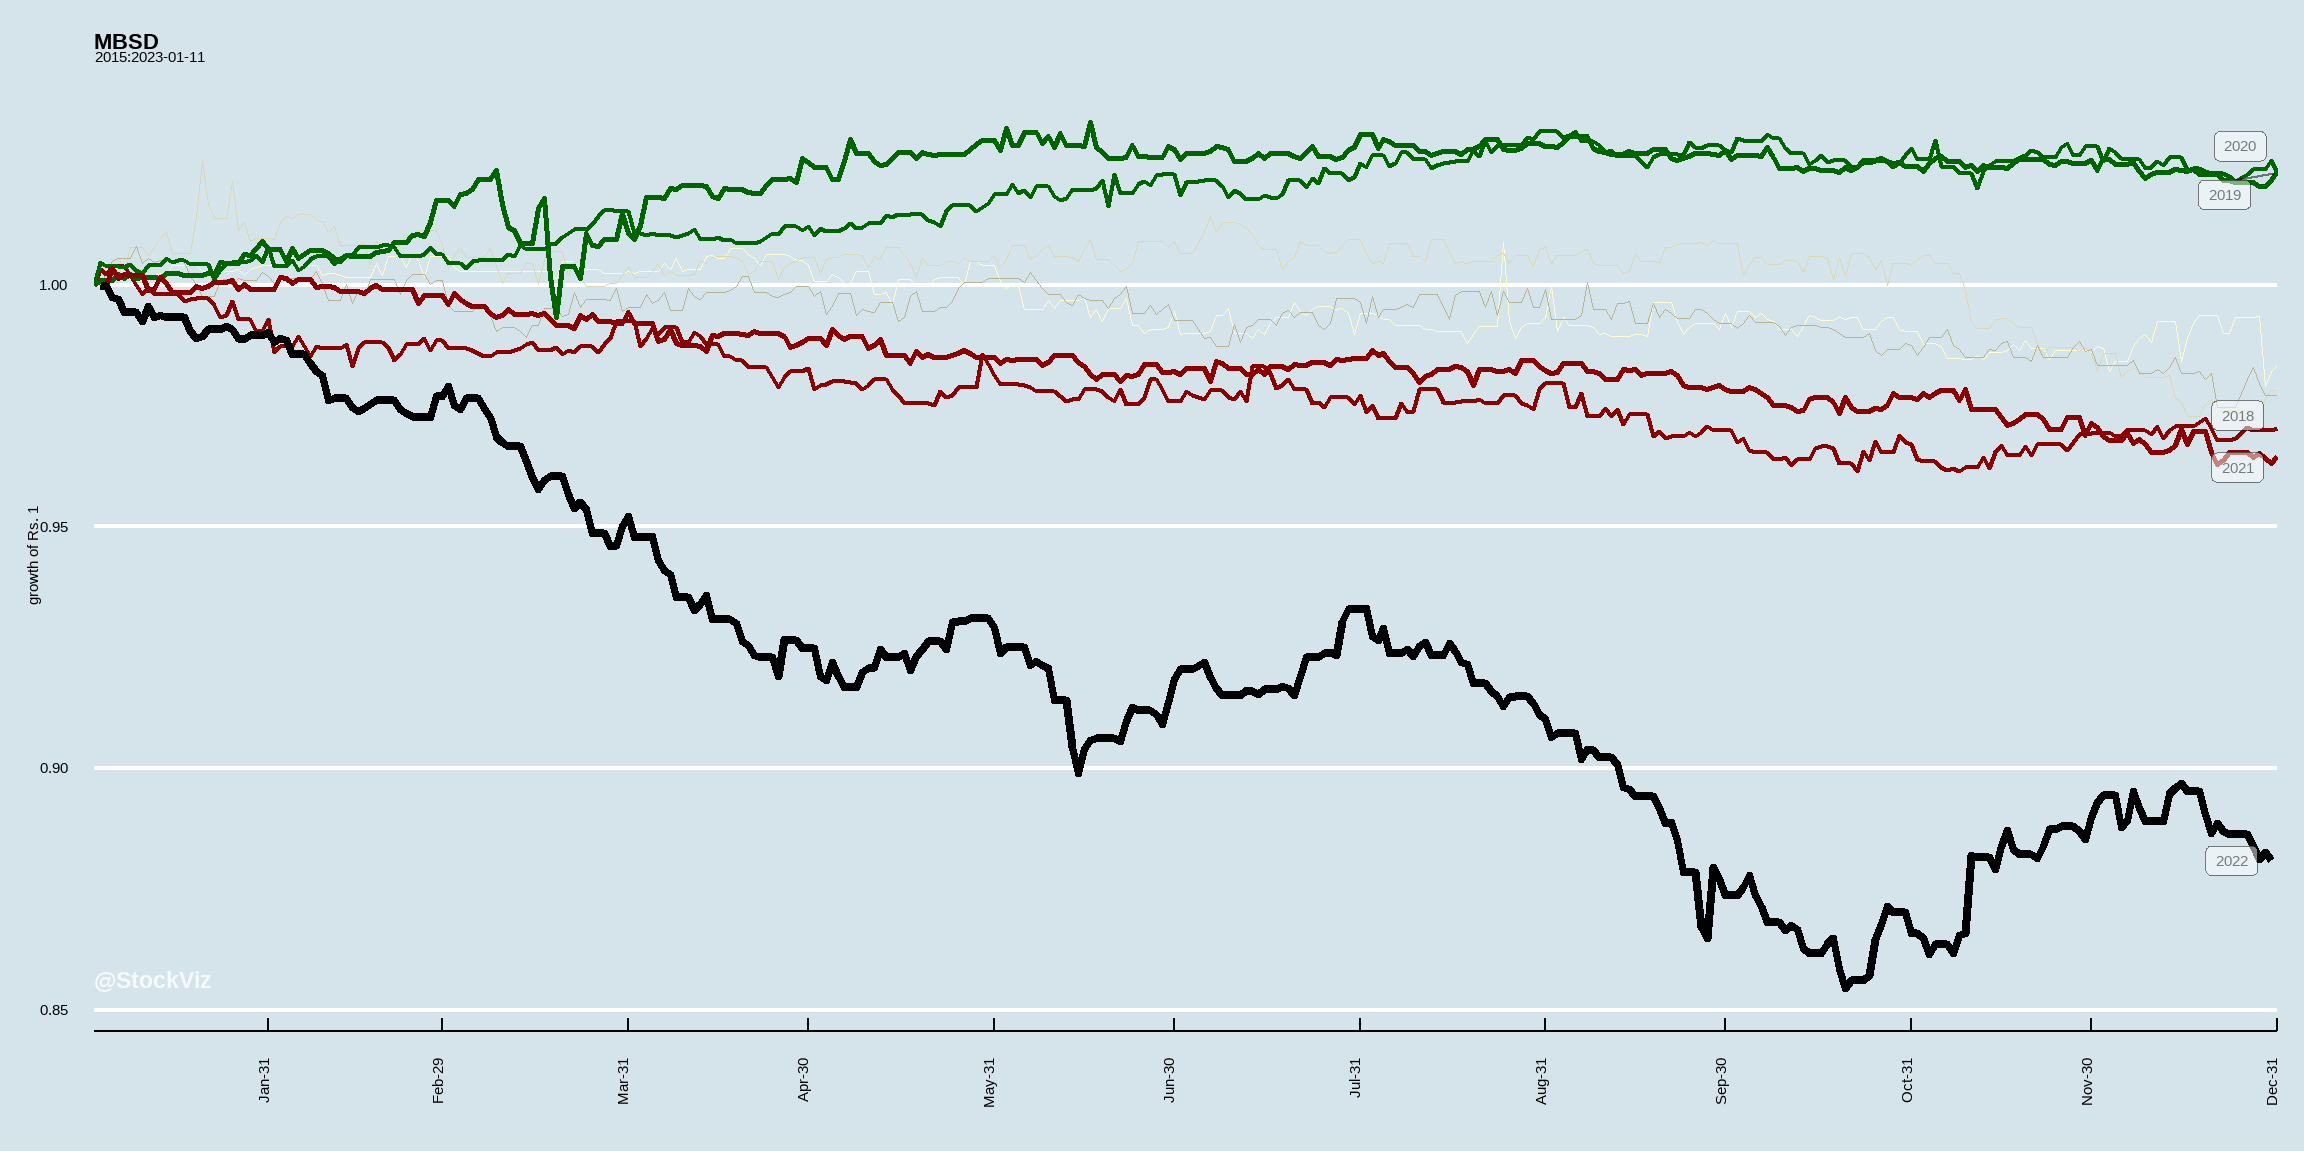 MBSD
2015:2023-01-11
2020
2019
1.00
2018
2021
growth of Rs. 1
0.95
0.90
2022
@StockViz
0.85
Jan-31
Feb-29
Mar-31
Apr-30
May-31
Jun-30
Jul-31
Aug-31
Sep-30
Oct-31
Nov-30
Dec-31